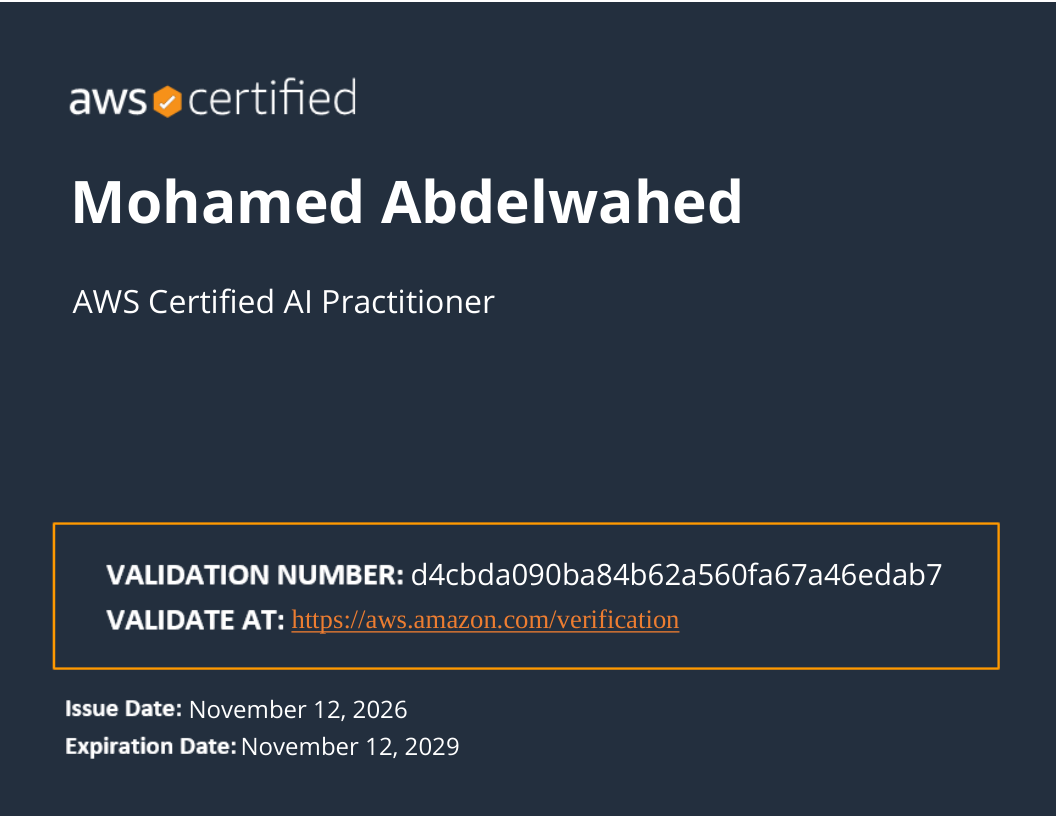 aws certified
Mohamed Abdelwahed
AWS Certified AI Practitioner
VALIDATION NUMBER: d4cbda090ba84b62a560fa67a46edab7
VALIDATE AT: https://aws.amazon.com/verification
Issue Date: November 12, 2026
Expiration Date: November 12, 2029